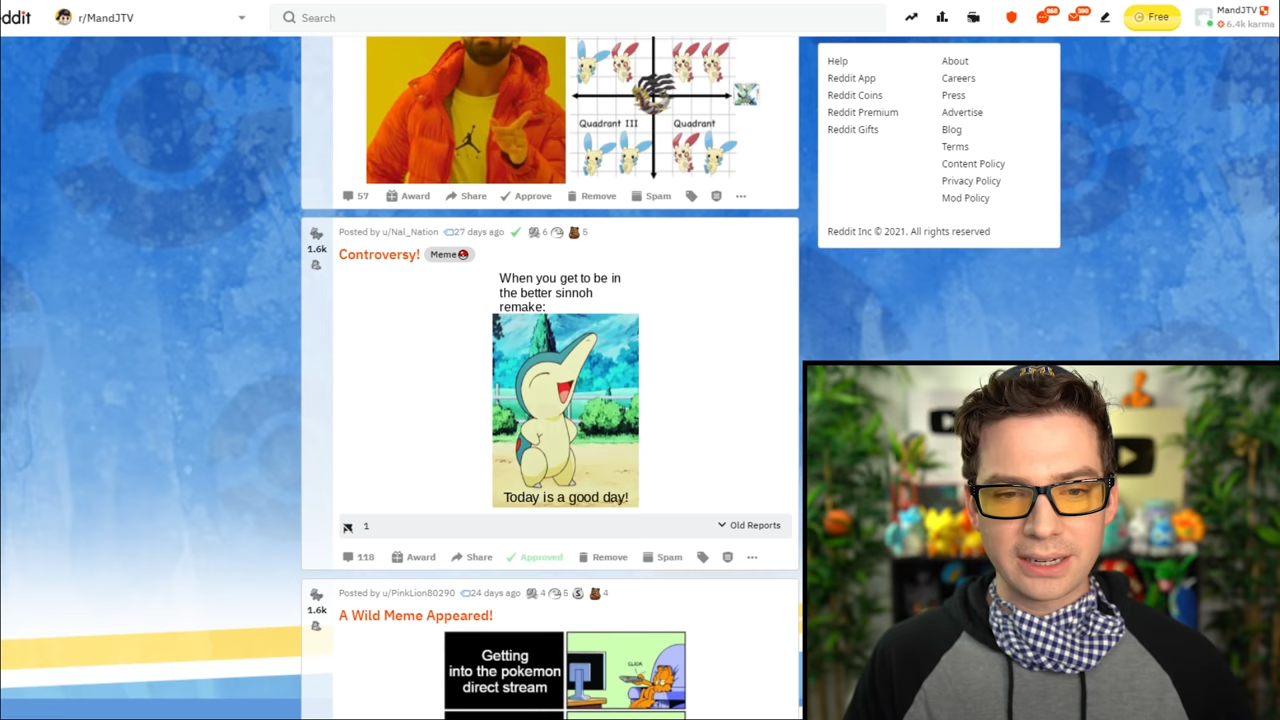 ddit
r/MandJTV
Search
868
390
Free
MandJTV
6.4k karma
Quadrant III
Quadrant
57
Award
Share
Approve
Remove
Spam
Help
About
Reddit App
Careers
Reddit Coins
Press
Reddit Premium
Advertise
Reddit Gifts
Blog
Terms
Content Policy
Privacy Policy
Mod Policy
Reddit Inc © 2021. All rights reserved
1.6k
Posted by u/Nal_Nation 27 days ago 6 5
Controversy! Meme
When you get to be in
the better sinnoh
remake:
Today is a good day!
1
Old Reports
118
Award
Share
Approved
Remove
Spam
1.6k
Posted by u/PinkLion80290 24 days ago 4 5 4
A Wild Meme Appeared!
Getting
into the pokemon
direct stream
CLICK